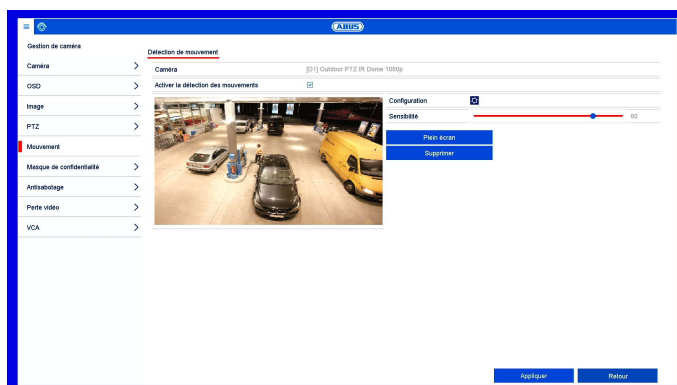 ABUS
Gestion de caméra
Détection de mouvement
Caméra
Caméra [D1] Outdoor PTZ IR Dome 1080p
OSD
Activer la détection des mouvements
Image
Configuration
Sensibilité 80
PTZ
Plein écran
Mouvement
Supprimer
Masque de confidentialité
Antisabotage
Perte vidéo
VCA
Appliquer Retour